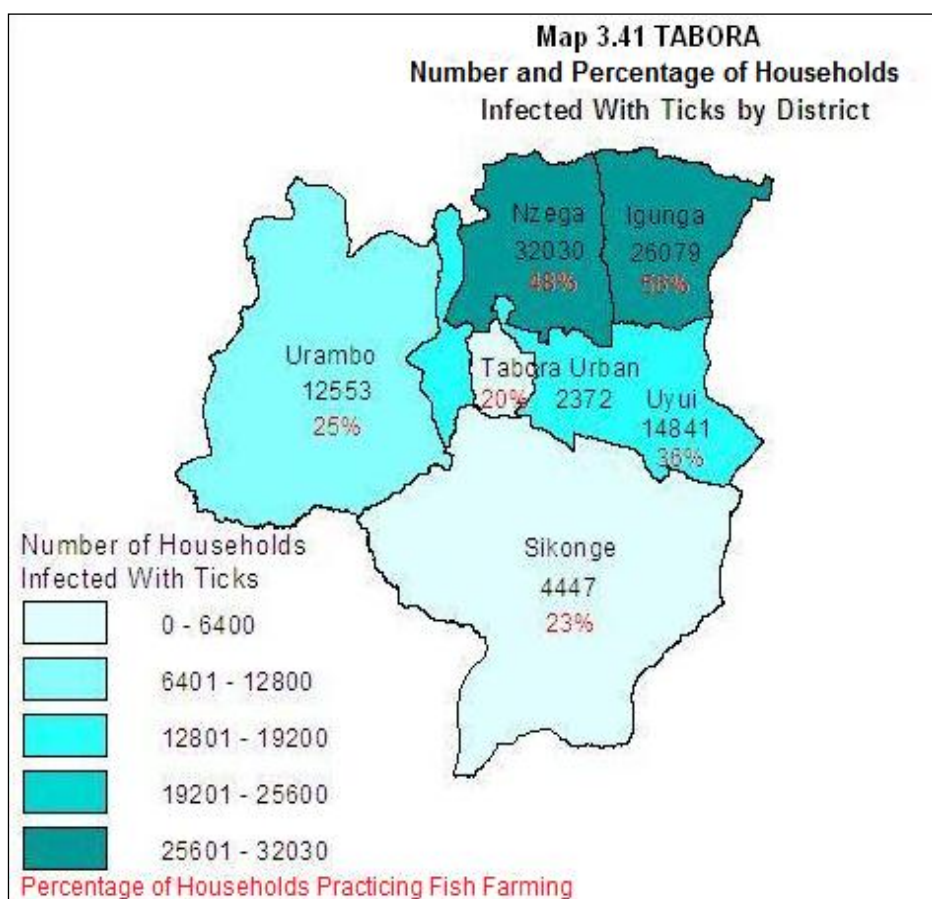 Map 3.41 TABORA
Number and Percentage of Households
Infected With Ticks by District
Nzega
32030
48%
Igunga
26079
Urambo
12553
25%
Tabora Urban
20%
2372
Uyui
14841
36%
Sikonge
4447
23%
Number of Households
Infected With Ticks
0 - 6400
6401 - 12800
12801 - 19200
19201 - 25600
25601 - 32030
Percentage of Households Practicing Fish Farming